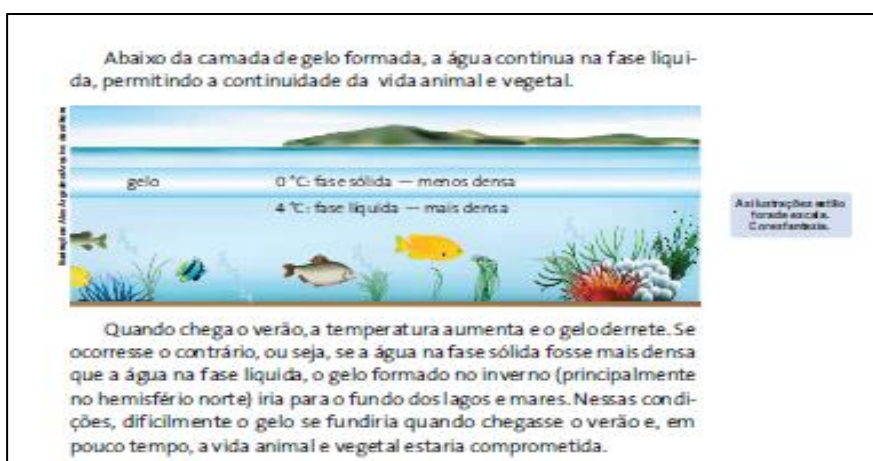 Abaixo da camada de gelo formada, a água continua na fase líqui-
da, permitindo a continuidade da vida animal e vegetal.
gelo
0 °C: fase sólida — menos densa
4 °C: fase líquida — mais densa
As ilustrações estão
fora de escala.
Cores fantasia.
Quando chega o verão, a temperatura aumenta e o gelo derrete. Se
ocorresse o contrário, ou seja, se a água na fase sólida fosse mais densa
que a água na fase líquida, o gelo formado no inverno (principalmente
no hemisfério norte) iria para o fundo dos lagos e mares. Nessas condi-
ções, dificilmente o gelo se fundiria quando chegasse o verão e, em
pouco tempo, a vida animal e vegetal estaria comprometida.